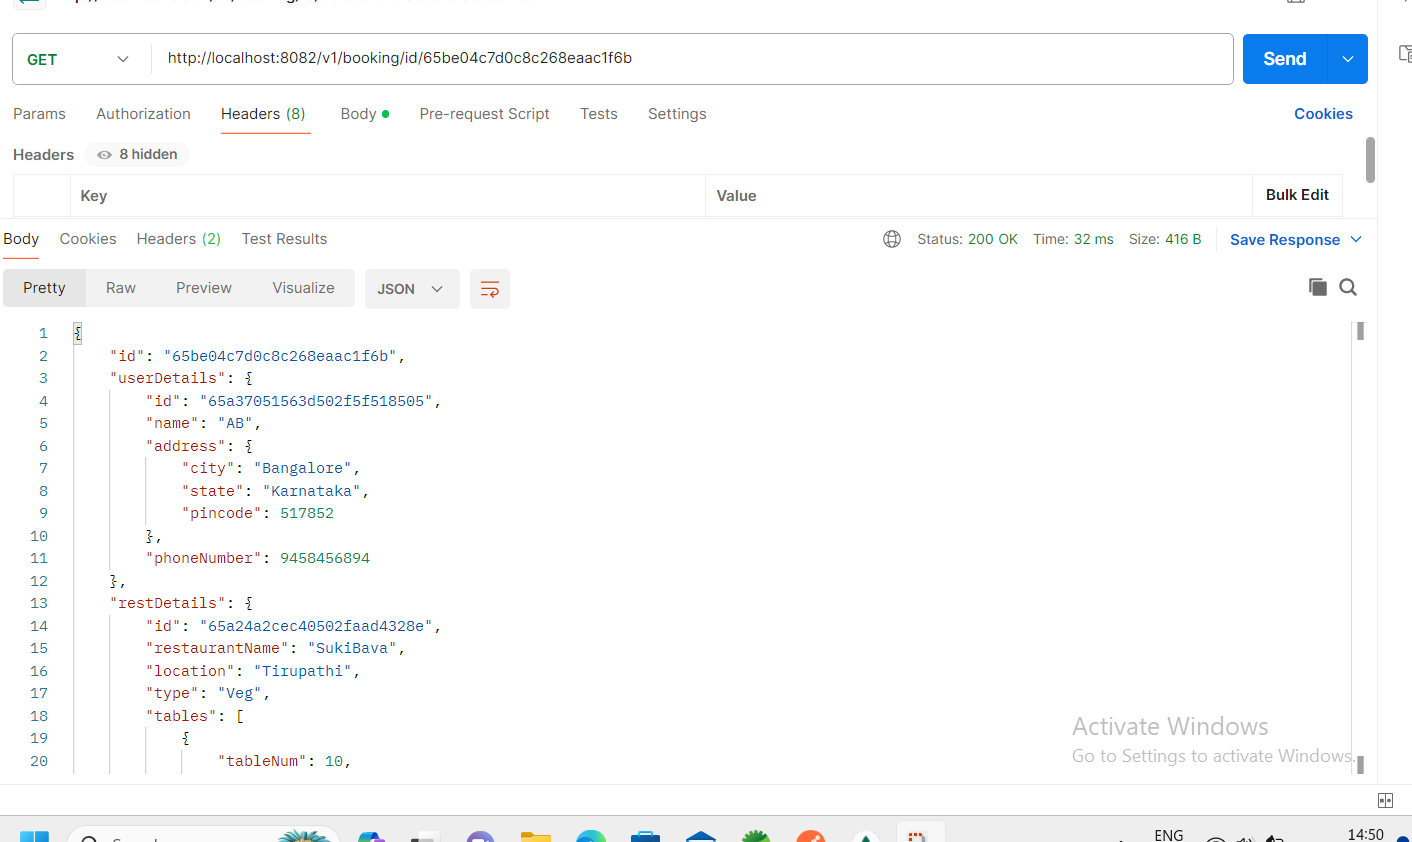 GET
http://localhost:8082/v1/booking/id/65be04c7d0c8c268eaac1f6b
Send
Params Authorization Headers (8) Body Pre-request Script Tests Settings Cookies
Headers 8 hidden
Key Value Bulk Edit
Body Cookies Headers (2) Test Results Status: 200 OK Time: 32 ms Size: 416 B Save Response
Pretty Raw Preview Visualize JSON
1 {
2 "id": "65be04c7d0c8c268eaac1f6b",
3 "userDetails": {
4 "id": "65a37051563d502f5f518505",
5 "name": "AB",
6 "address": {
7 "city": "Bangalore",
8 "state": "Karnataka",
9 "pincode": 517852
10 },
11 "phoneNumber": 9458456894
12 },
13 "restDetails": {
14 "id": "65a24a2cec40502faad4328e",
15 "restaurantName": "SukiBava",
16 "location": "Tirupathi",
17 "type": "Veg",
18 "tables": [
19 {
20 "tableNum": 10,
Activate Windows
Go to Settings to activate Windows.
ENG
14:50